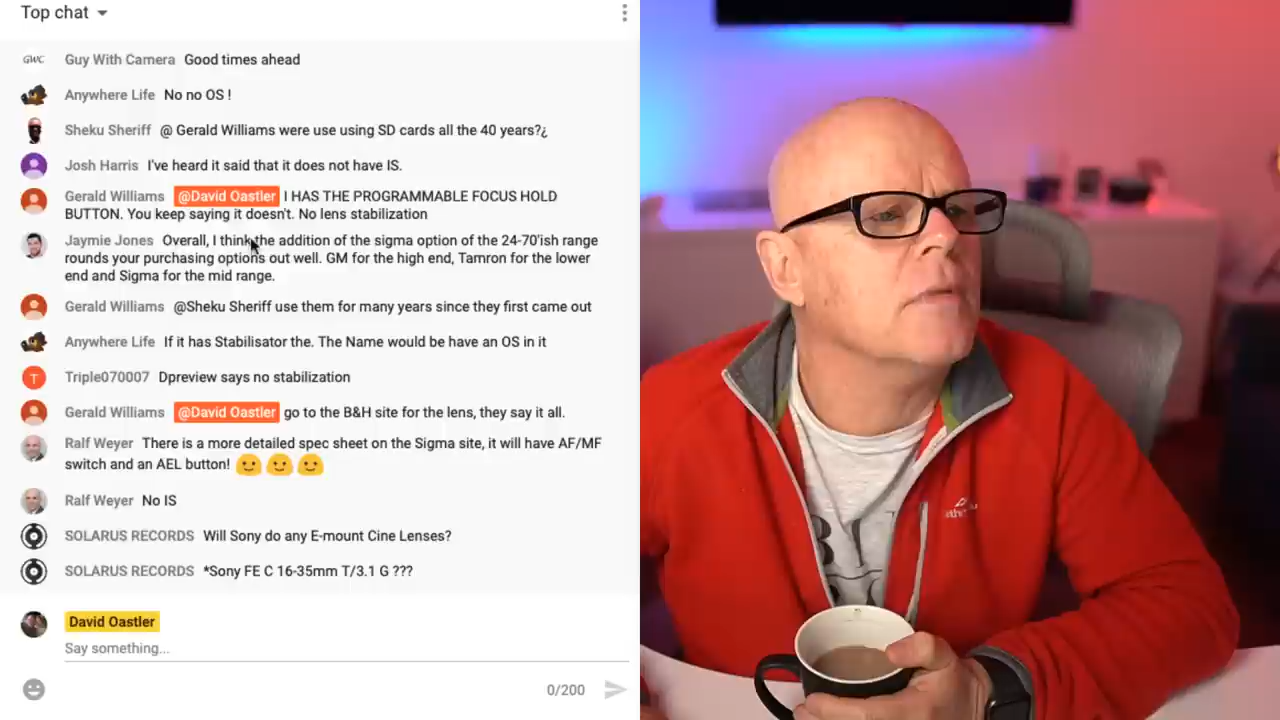 Top chat
GWC Guy With Camera Good times ahead
Anywhere Life No no OS !
Sheku Sheriff @ Gerald Williams were use using SD cards all the 40 years?¿
Josh Harris I've heard it said that it does not have IS.
Gerald Williams @David Oastler I HAS THE PROGRAMMABLE FOCUS HOLD
BUTTON. You keep saying it doesn't. No lens stabilization
Jaymie Jones Overall, I think the addition of the sigma option of the 24-70'ish range
rounds your purchasing options out well. GM for the high end, Tamron for the lower
end and Sigma for the mid range.
Gerald Williams @Sheku Sheriff use them for many years since they first came out
Anywhere Life If it has Stabilisator the. The Name would be have an OS in it
T Triple070007 Dpreview says no stabilization
Gerald Williams @David Oastler go to the B&H site for the lens, they say it all.
Ralf Weyer There is a more detailed spec sheet on the Sigma site, it will have AF/MF
switch and an AEL button!
Ralf Weyer No IS
SOLARUS RECORDS Will Sony do any E-mount Cine Lenses?
SOLARUS RECORDS *Sony FE C 16-35mm T/3.1 G ???
David Oastler
Say something...
0/200